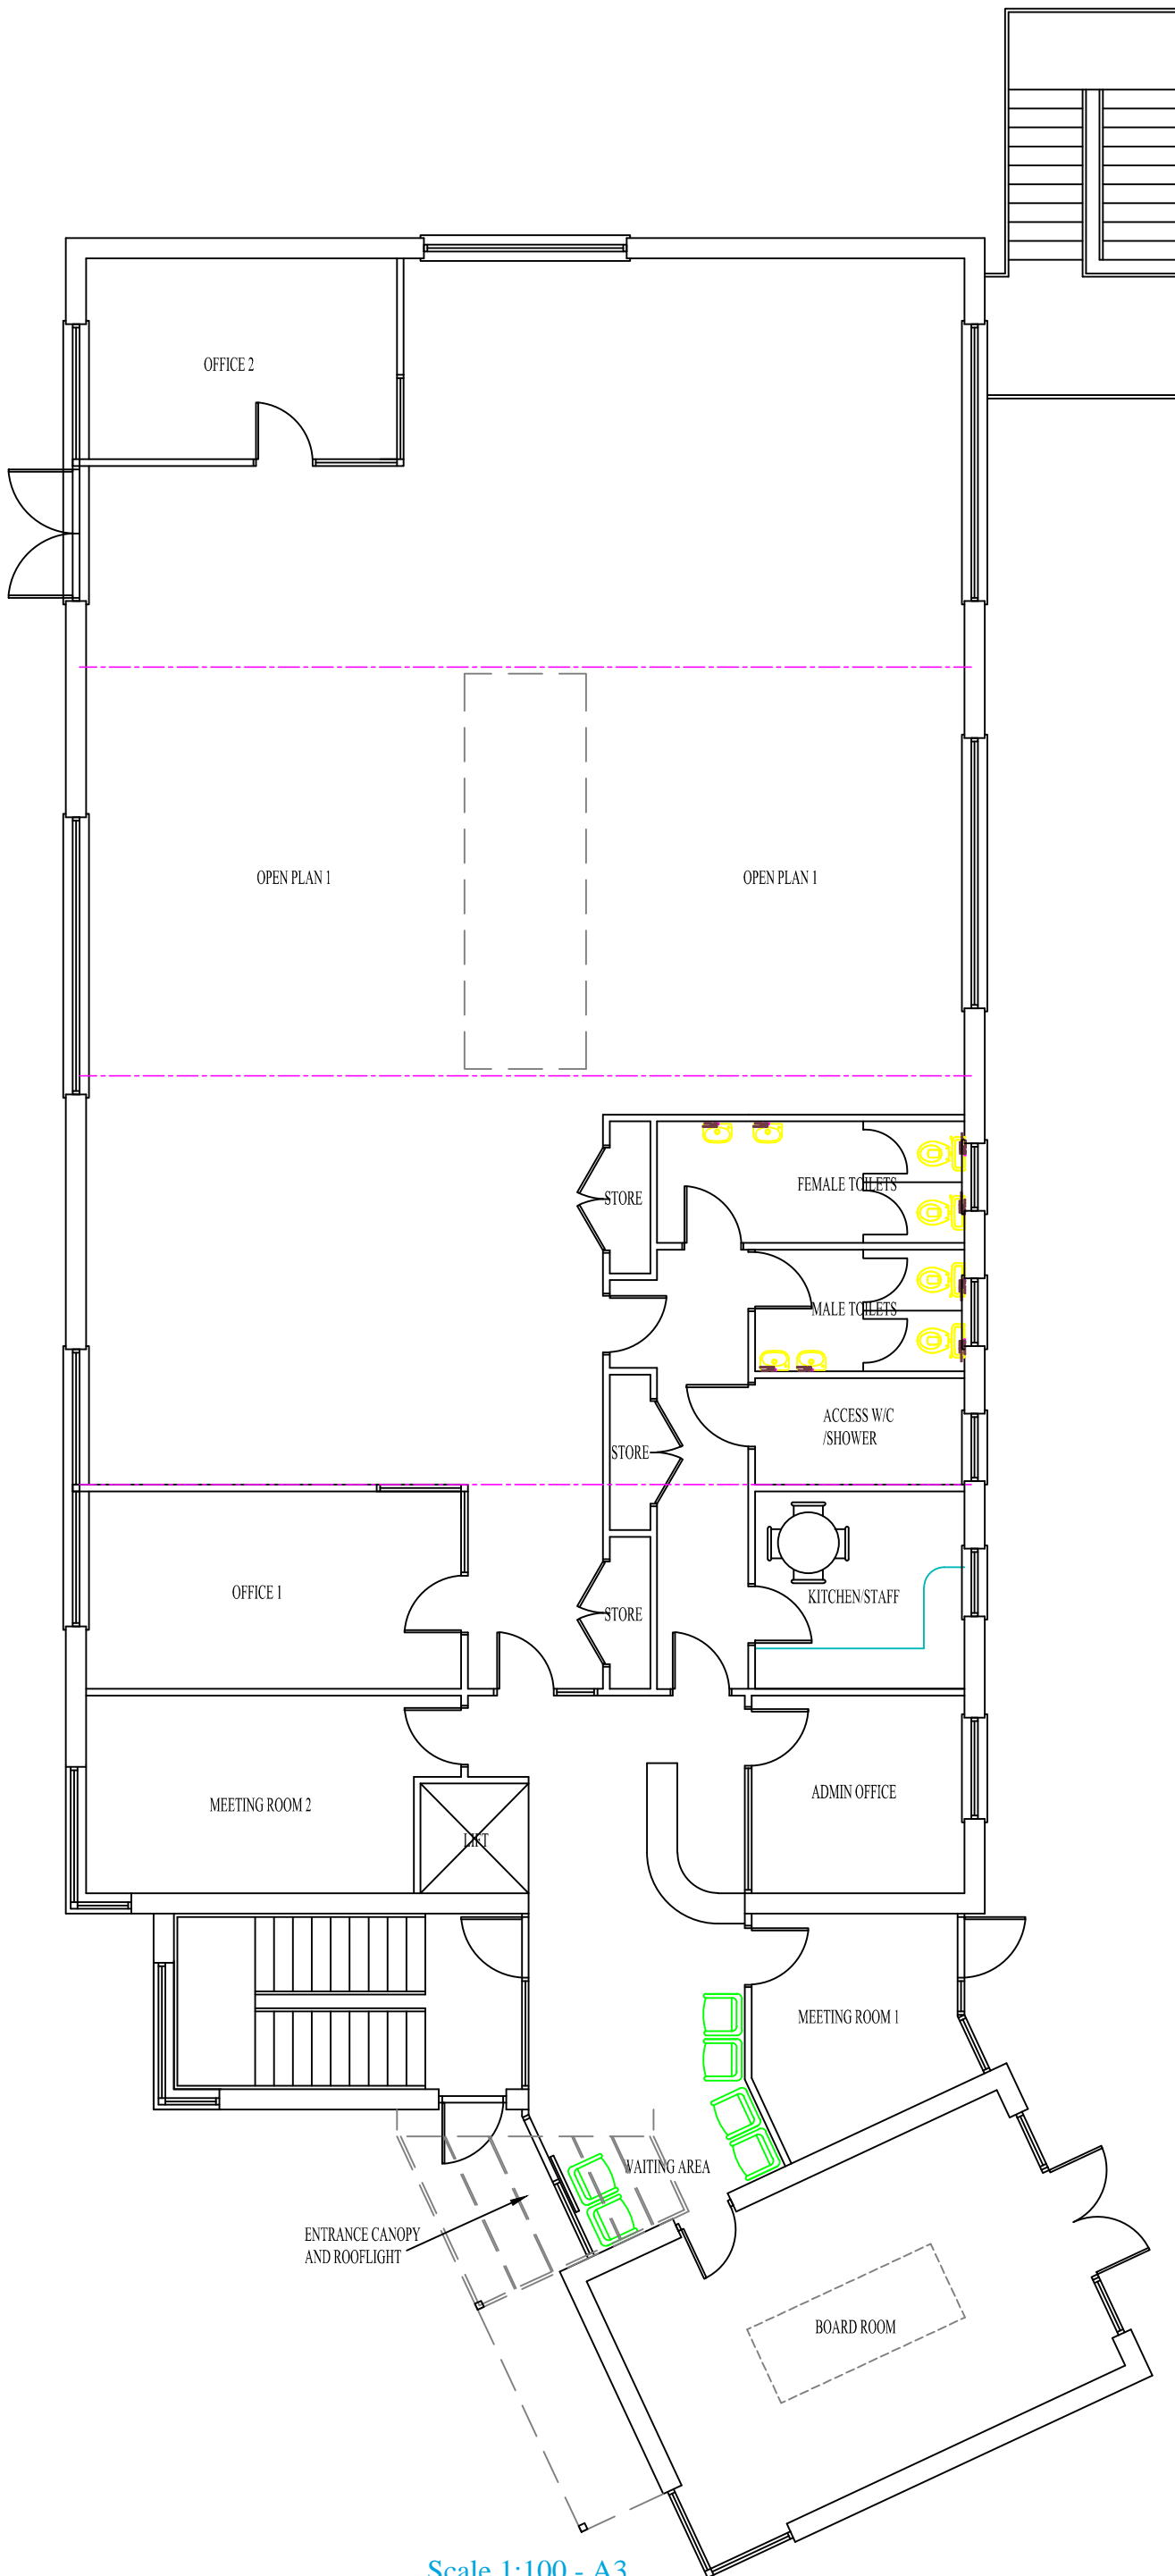 OFFICE 2
OPEN PLAN 1
OPEN PLAN 1
FEMALE TOILETS
STORE
MALE TOILETS
ACCESS W/C
/SHOWER
STORE
OFFICE 1
KITCHEN/STAFF
STORE
ADMIN OFFICE
MEETING ROOM 2
LIFT
MEETING ROOM 1
WAITING AREA
ENTRANCE CANOPY
AND ROOFLIGHT
BOARD ROOM
Scale 1:100 - A3